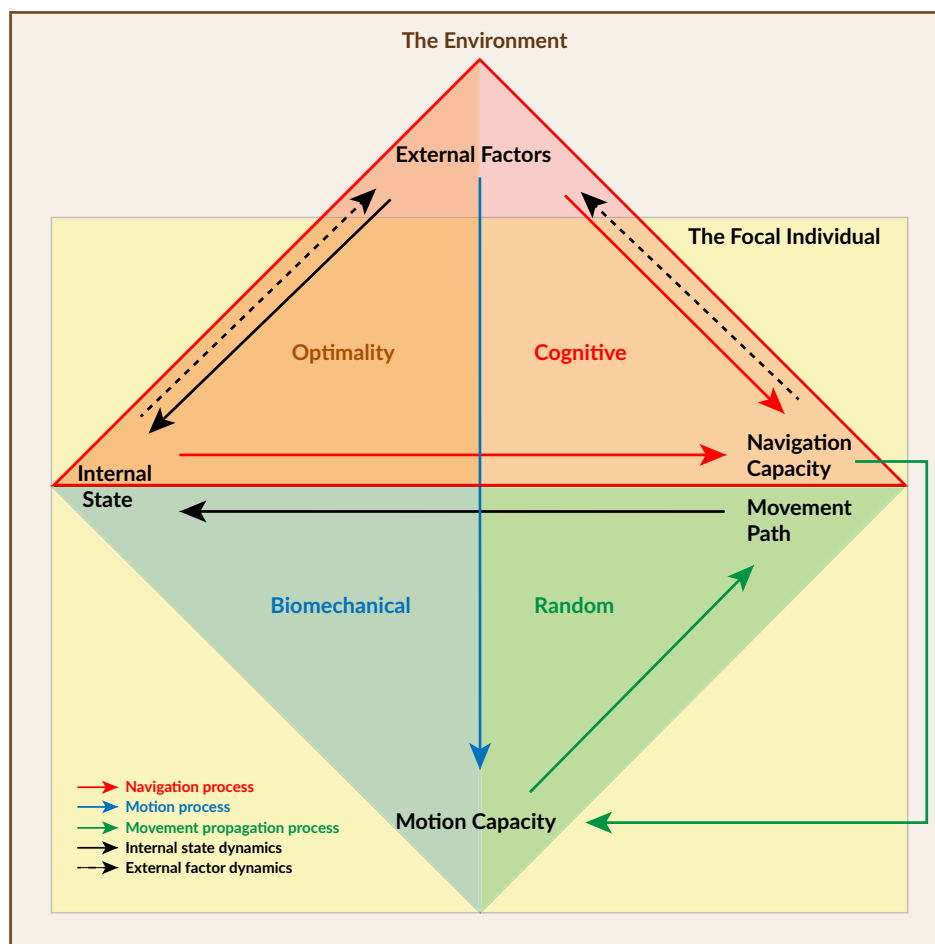 The Environment
External Factors
The Focal Individual
Optimality
Cognitive
Navigation
Capacity
Internal
State
Movement
Path
Biomechanical
Random
Navigation process
Motion process
Movement propagation process
Internal state dynamics
External factor dynamics
Motion Capacity